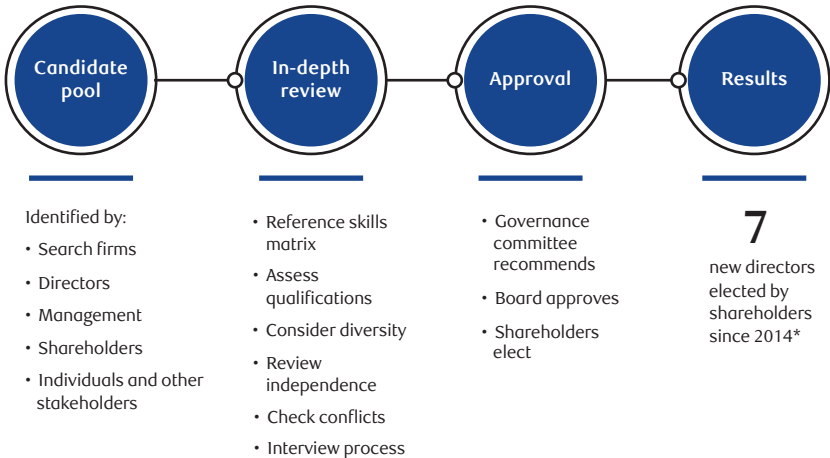 Candidate
pool
In-depth
review
Approval
Results
Identified by:
• Search firms
• Directors
• Management
• Shareholders
• Individuals and other
stakeholders
• Reference skills
matrix
• Assess
qualifications
• Consider diversity
• Review
independence
• Check conflicts
• Interview process
• Governance
committee
recommends
• Board approves
• Shareholders
elect
7
new directors
elected by
shareholders
since 2014*